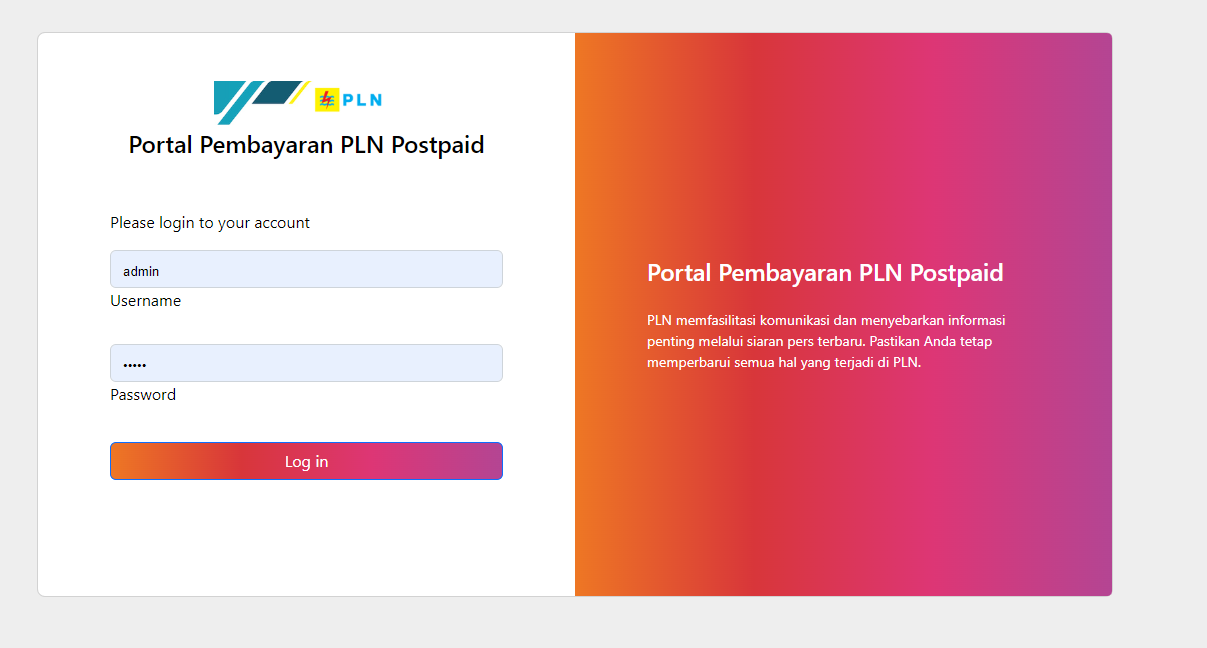 PLN
Portal Pembayaran PLN Postpaid
Please login to your account
admin
Username
•••••
Password
Log in
Portal Pembayaran PLN Postpaid
PLN memfasilitasi komunikasi dan menyebarkan informasi
penting melalui siaran pers terbaru. Pastikan Anda tetap
memperbarui semua hal yang terjadi di PLN.